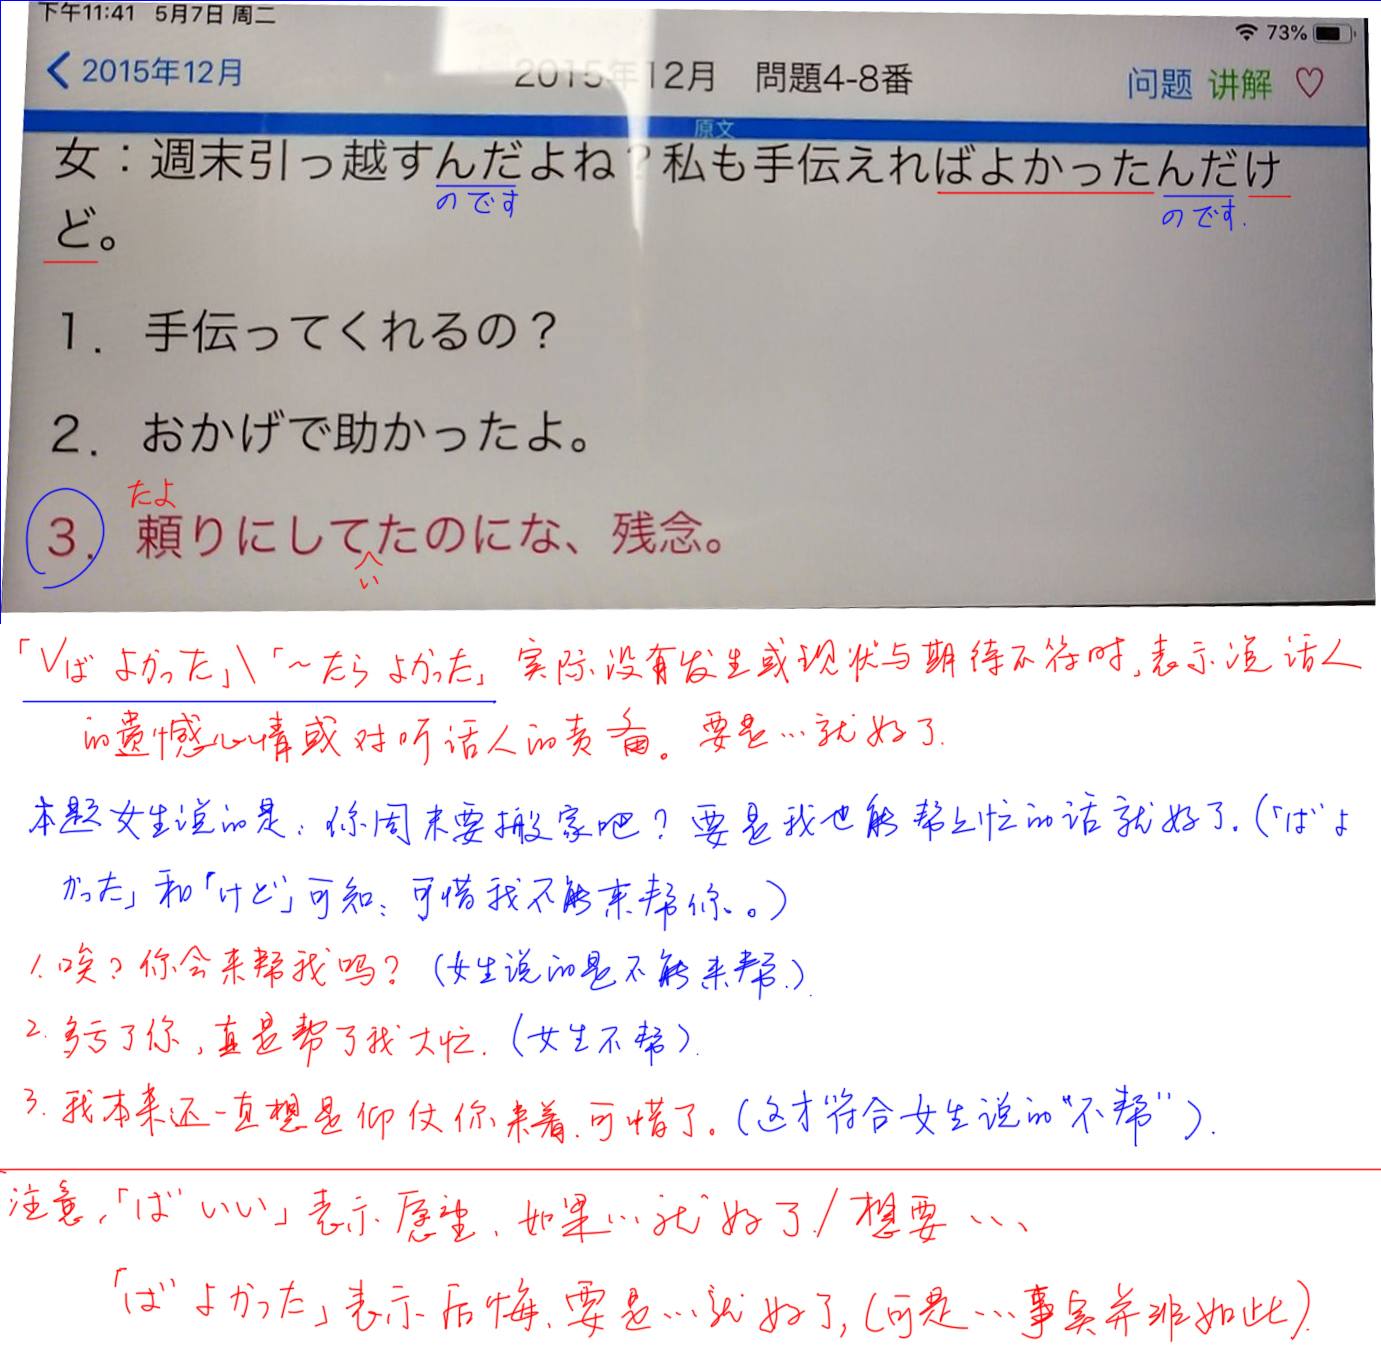 下午11:41 5月7日 周二
73%
2015年12月 2015年12月 問題4-8番 问题 讲解
原文
女：週末引っ越すんだよね？私も手伝えればよかったんだけ
のです のです.
ど。
1. 手伝ってくれるの？
2. おかげで助かったよ。
たよ
3. 頼りにしてたのにな、残念。
い
「Vば よかった」\「～たら よかった」 实际没有发生或现状与期待不符时,表示说话人
的遗憾心情或对听话人的责备。要是…就好了.
本题女生说的是：你周末要搬家吧？要是我也能帮上忙的话就好了.(「ばよ
かった」和「けど」可知：可惜我不能来帮你。。)
1.唉？你会来帮我吗？(女生说的是不能来帮.).
2.多亏了你,真是帮了我大忙.(女生不帮).
3.我本来还一直想是仰仗你来着.可惜了。(这才符合女生说的“不帮”).
注意,「ば いい」表示愿望、如果…就好了/想要…、
「ば よかった」表示后悔、要是…就好了,(可是…事实并非如此).